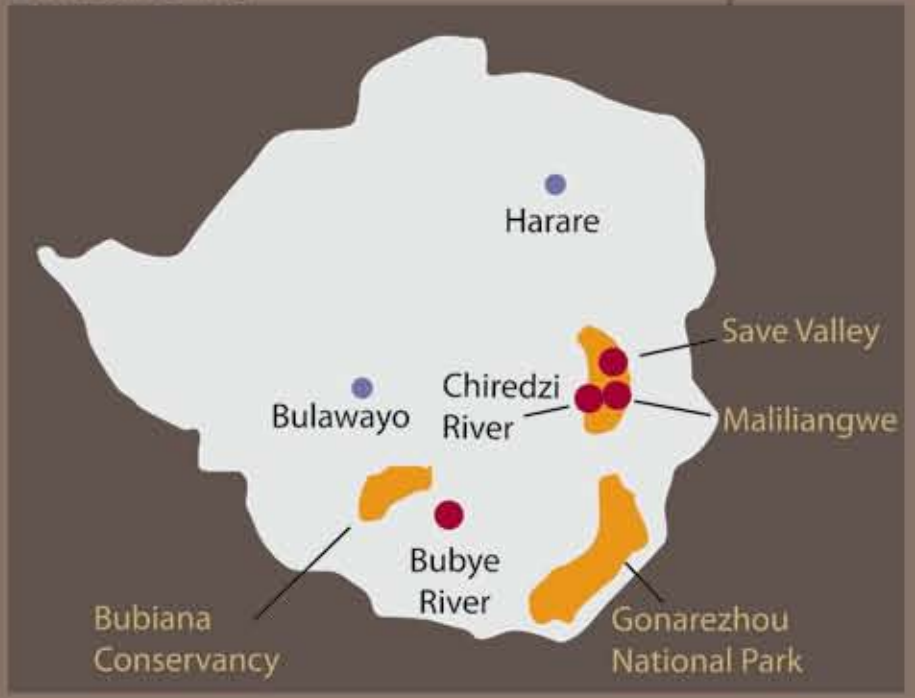 Harare
Save Valley
Chiredzi
River
Maliliangwe
Bulawayo
Bubye
River
Bubiana
Conservancy
Gonarezhou
National Park